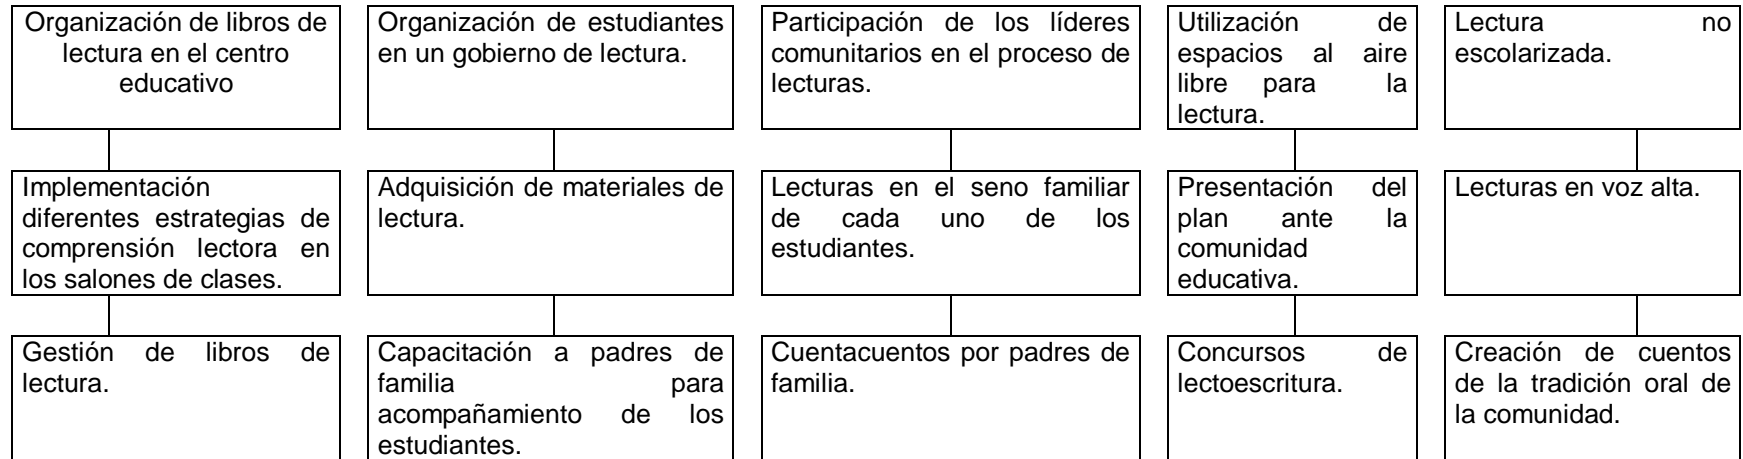 Organización de libros de
lectura en el centro
educativo
Organización de estudiantes
en un gobierno de lectura.
Participación de los líderes
comunitarios en el proceso de
lecturas.
Utilización de
espacios al aire
libre para la
lectura.
Lectura no
escolarizada.
Implementación
diferentes estrategias de
comprensión lectora en
los salones de clases.
Adquisición de materiales de
lectura.
Lecturas en el seno familiar
de cada uno de los
estudiantes.
Presentación del
plan ante la
comunidad
educativa.
Lecturas en voz alta.
Gestión de libros de
lectura.
Capacitación a padres de
familia para
acompañamiento de los
estudiantes.
Cuentacuentos por padres de
familia.
Concursos de
lectoescritura.
Creación de cuentos
de la tradición oral de
la comunidad.